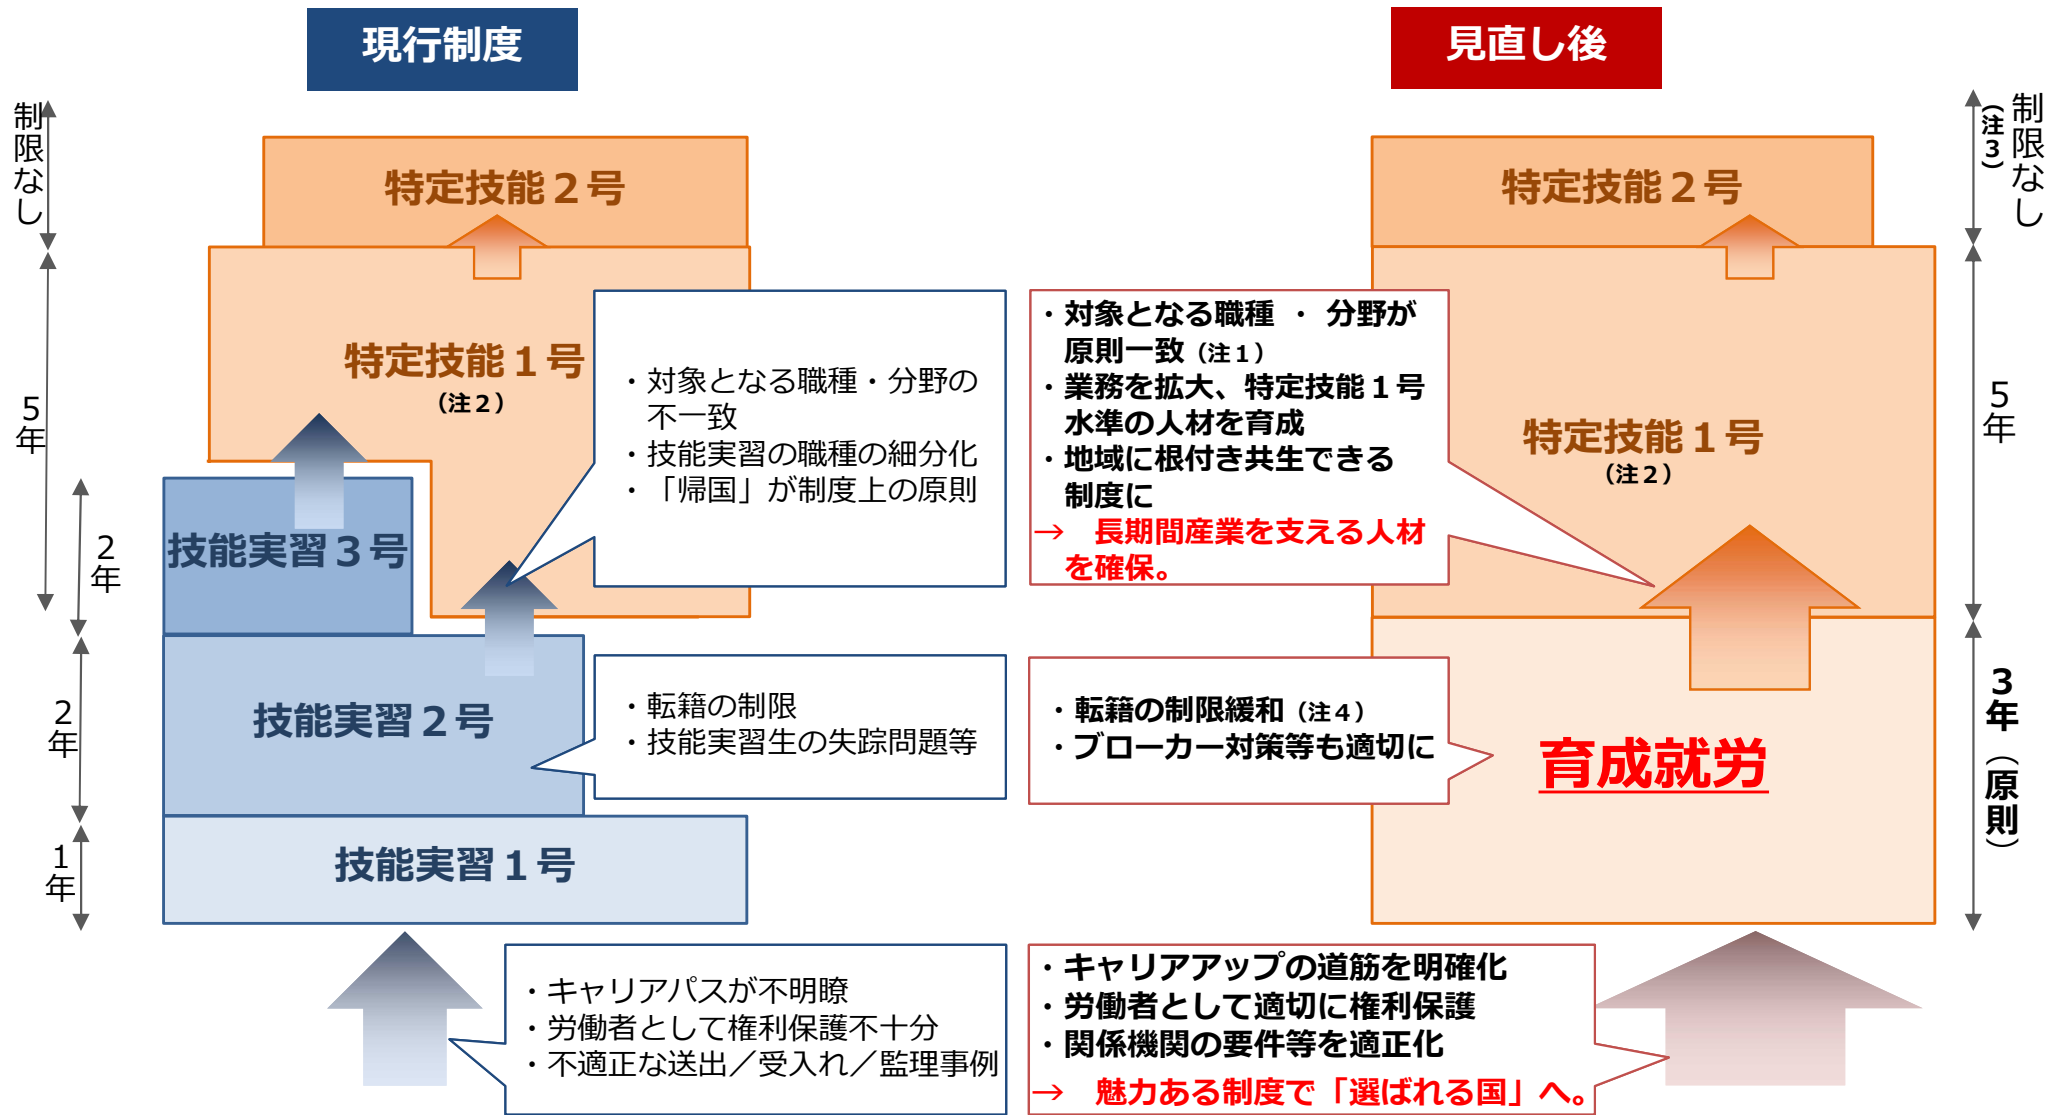 現行制度
見直し後
制限なし
5年
2年
2年
1年
特定技能２号
特定技能１号
（注２）
技能実習３号
技能実習２号
技能実習１号
・対象となる職種・分野の
不一致
・技能実習の職種の細分化
・「帰国」が制度上の原則
・転籍の制限
・技能実習生の失踪問題等
・キャリアパスが不明瞭
・労働者として権利保護不十分
・不適正な送出／受入れ／監理事例
・対象となる職種 ・ 分野が
原則一致（注１）
・業務を拡大、特定技能１号
水準の人材を育成
・地域に根付き共生できる
制度に
→ 長期間産業を支える人材
を確保。
・転籍の制限緩和（注４）
・ブローカー対策等も適切に
・キャリアアップの道筋を明確化
・労働者として適切に権利保護
・関係機関の要件等を適正化
→ 魅力ある制度で「選ばれる国」へ。
特定技能２号
特定技能１号
（注２）
育成就労
制限なし
（注３）
5年
3年（原則）